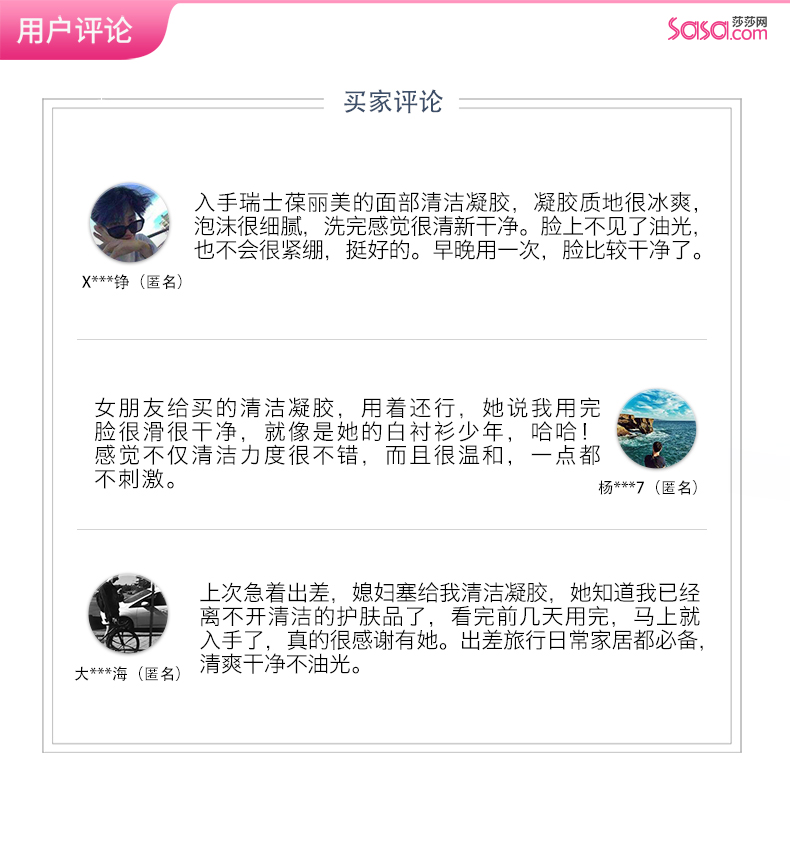 用户评论
Sasa莎莎网.com
买家评论
入手瑞士葆丽美的面部清洁凝胶，凝胶质地很冰爽，
泡沫很细腻，洗完感觉很清新干净。脸上不见了油光，
也不会很紧绷，挺好的。早晚用一次，脸比较干净了。
X***铮（匿名）
女朋友给买的清洁凝胶，用着还行，她说我用完
脸很滑很干净，就像是她的白衬衫少年，哈哈！
感觉不仅清洁力度很不错，而且很温和，一点都
不刺激。
杨***7（匿名）
上次急着出差，媳妇塞给我清洁凝胶，她知道我已经
离不开清洁的护肤品了，看完前几天用完，马上就
入手了，真的很感谢有她。出差旅行日常家居都必备，
清爽干净不油光。
大***海（匿名）